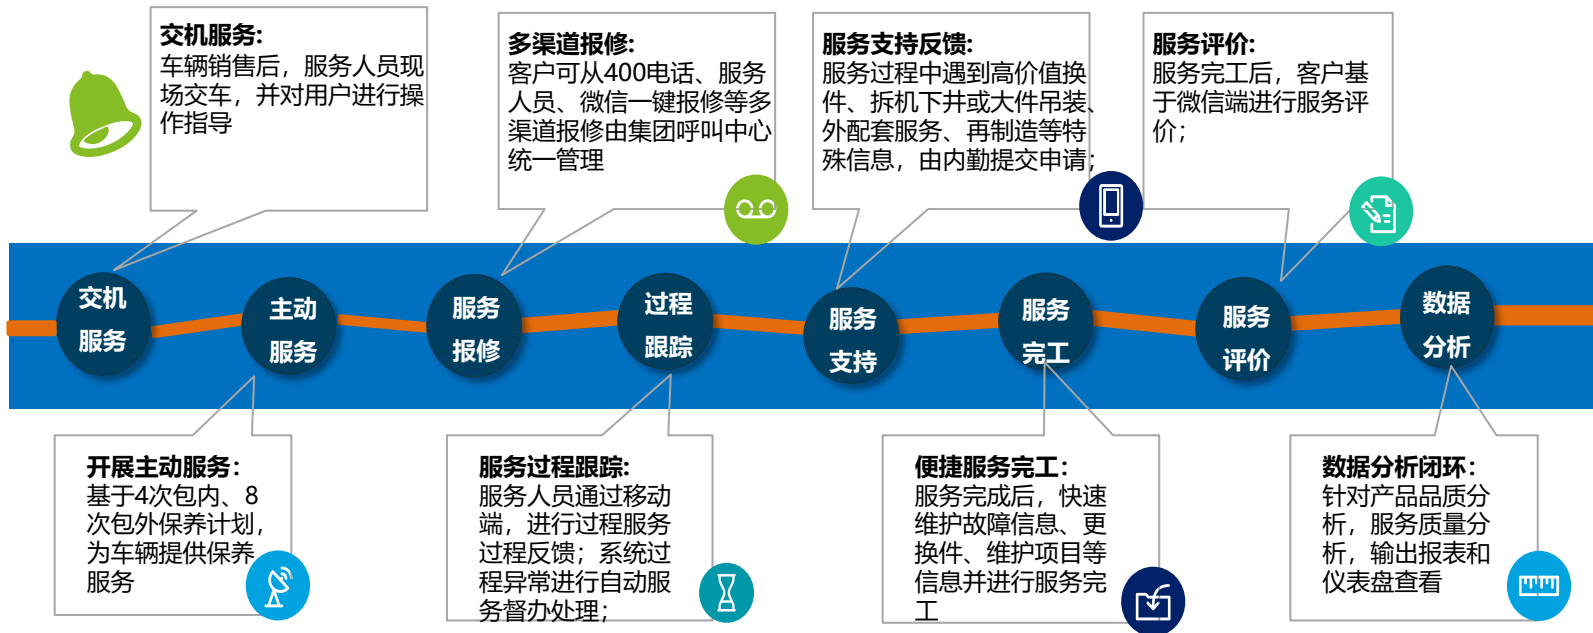 交机服务:
车辆销售后，服务人员现
场交车，并对用户进行操
作指导
多渠道报修:
客户可从400电话、服务
人员、微信一键报修等多
渠道报修由集团呼叫中心
统一管理
服务支持反馈:
服务过程中遇到高价值换
件、拆机下井或大件吊装、
外配套服务、再制造等特
殊信息，由内勤提交申请；
服务评价:
服务完工后，客户基
于微信端进行服务评
价；
交机
服务
主动
服务
服务
报修
过程
跟踪
服务
支持
服务
完工
服务
评价
数据
分析
开展主动服务：
基于4次包内、8
次包外保养计划，
为车辆提供保养
服务
服务过程跟踪:
服务人员通过移动
端，进行过程服务
过程反馈；系统过
程异常进行自动服
务督办处理；
便捷服务完工：
服务完成后，快速
维护故障信息、更
换件、维护项目等
信息并进行服务完
工
数据分析闭环：
针对产品品质分
析，服务质量分
析，输出报表和
仪表盘查看